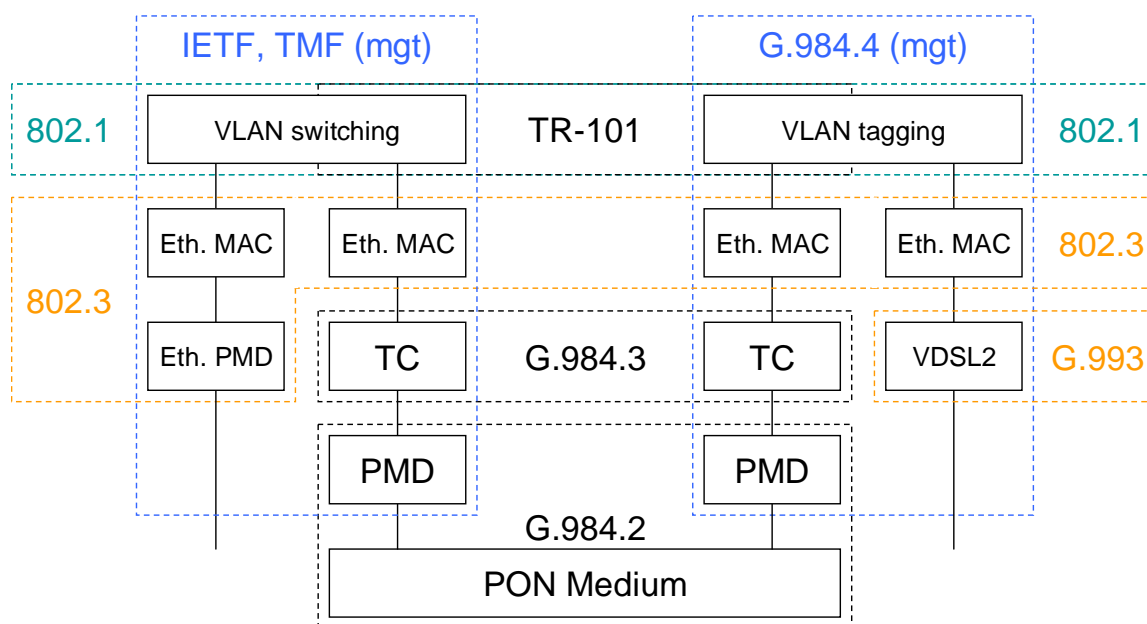 IETF, TMF (mgt)
G.984.4 (mgt)
802.1
VLAN switching
TR-101
VLAN tagging
802.1
Eth. MAC
Eth. MAC
Eth. MAC
Eth. MAC
802.3
802.3
Eth. PMD
TC
G.984.3
TC
VDSL2
G.993
PMD
PMD
G.984.2
PON Medium